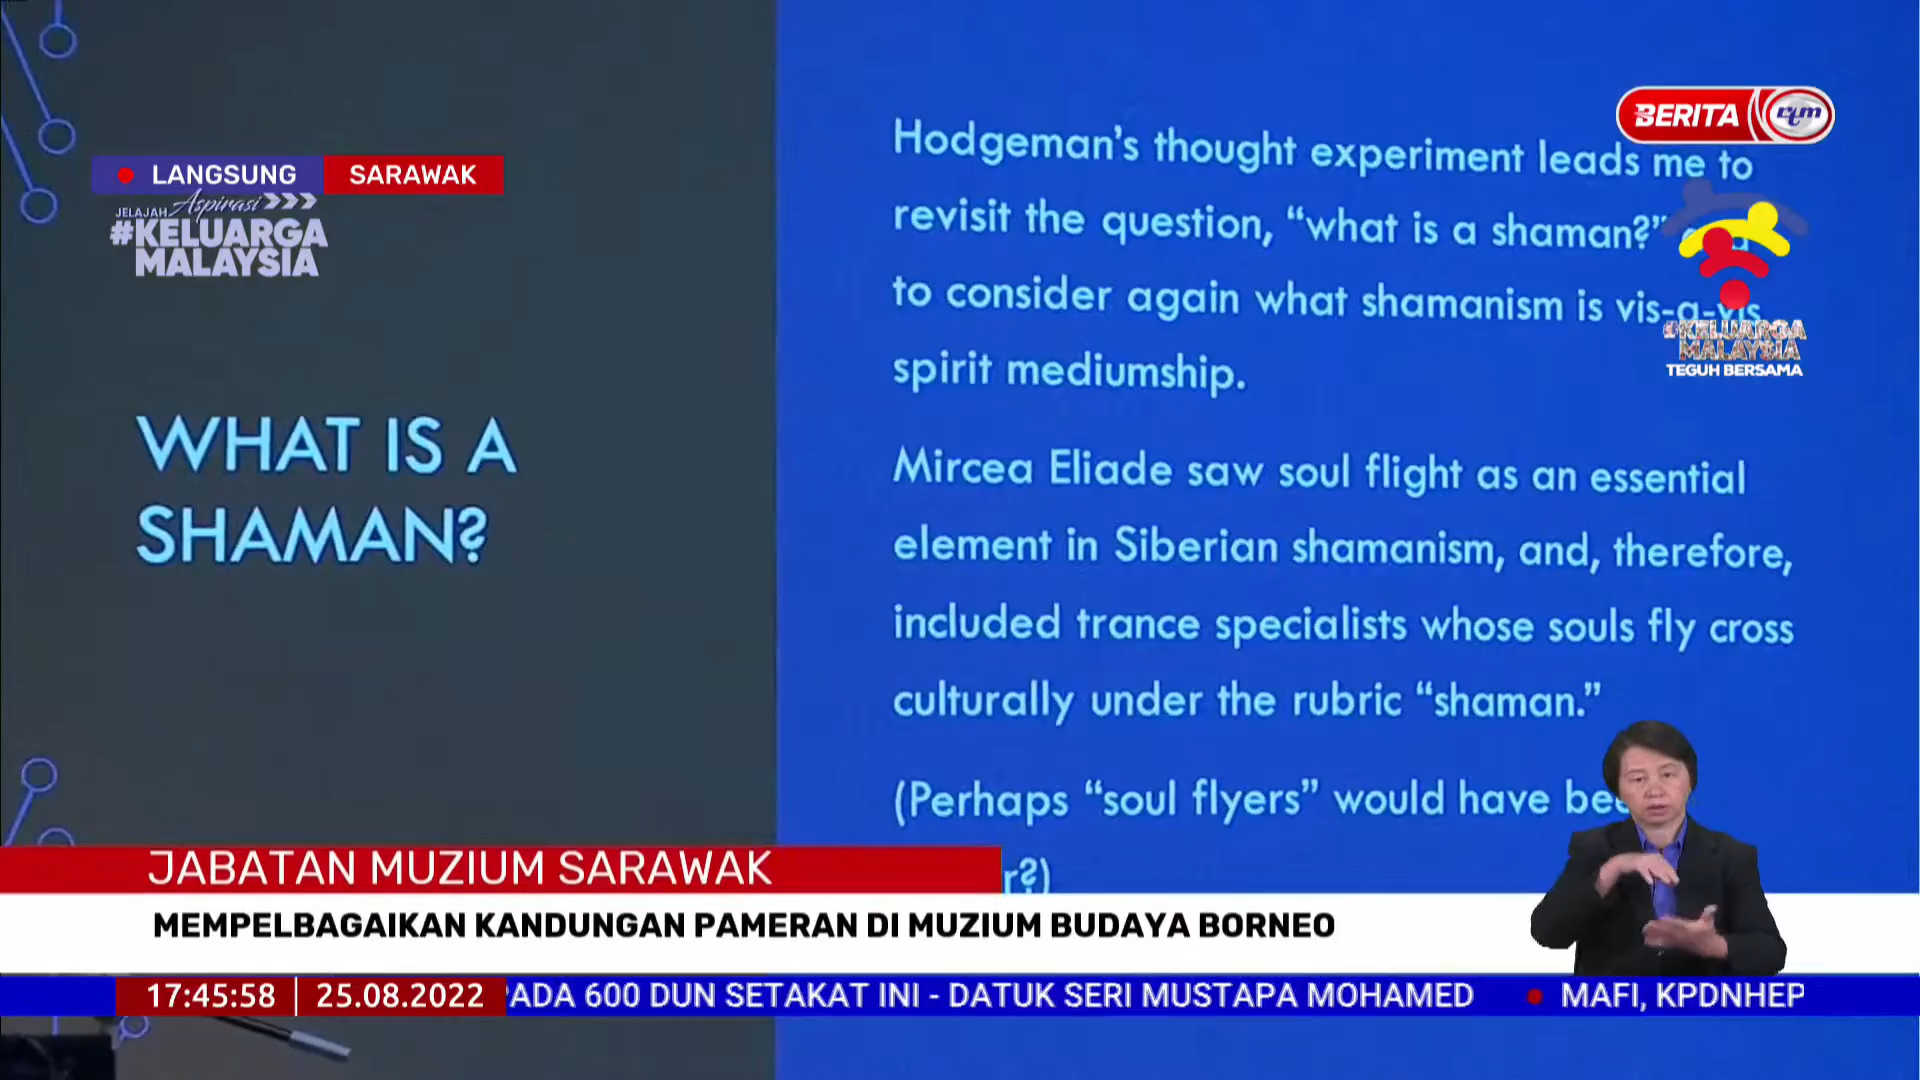 BERITA rtm
LANGSUNG SARAWAK
JELAJAH Aspirasi >>>
#KELUARGA
MALAYSIA
WHAT IS A
SHAMAN?
Hodgeman’s thought experiment leads me to
revisit the question, “what is a shaman?”
to consider again what shamanism is vis-a-vis
spirit mediumship.
Mircea Eliade saw soul flight as an essential
element in Siberian shamanism, and, therefore,
included trance specialists whose souls fly cross
culturally under the rubric “shaman.”
(Perhaps “soul flyers” would have
r?)
#KELUARGA
MALAYSIA
TEGUH BERSAMA
JABATAN MUZIUM SARAWAK
MEMPELBAGAIKAN KANDUNGAN PAMERAN DI MUZIUM BUDAYA BORNEO
17:45:58 25.08.2022 PADA 600 DUN SETAKAT INI - DATUK SERI MUSTAPA MOHAMED • MAFI, KPDNHEP